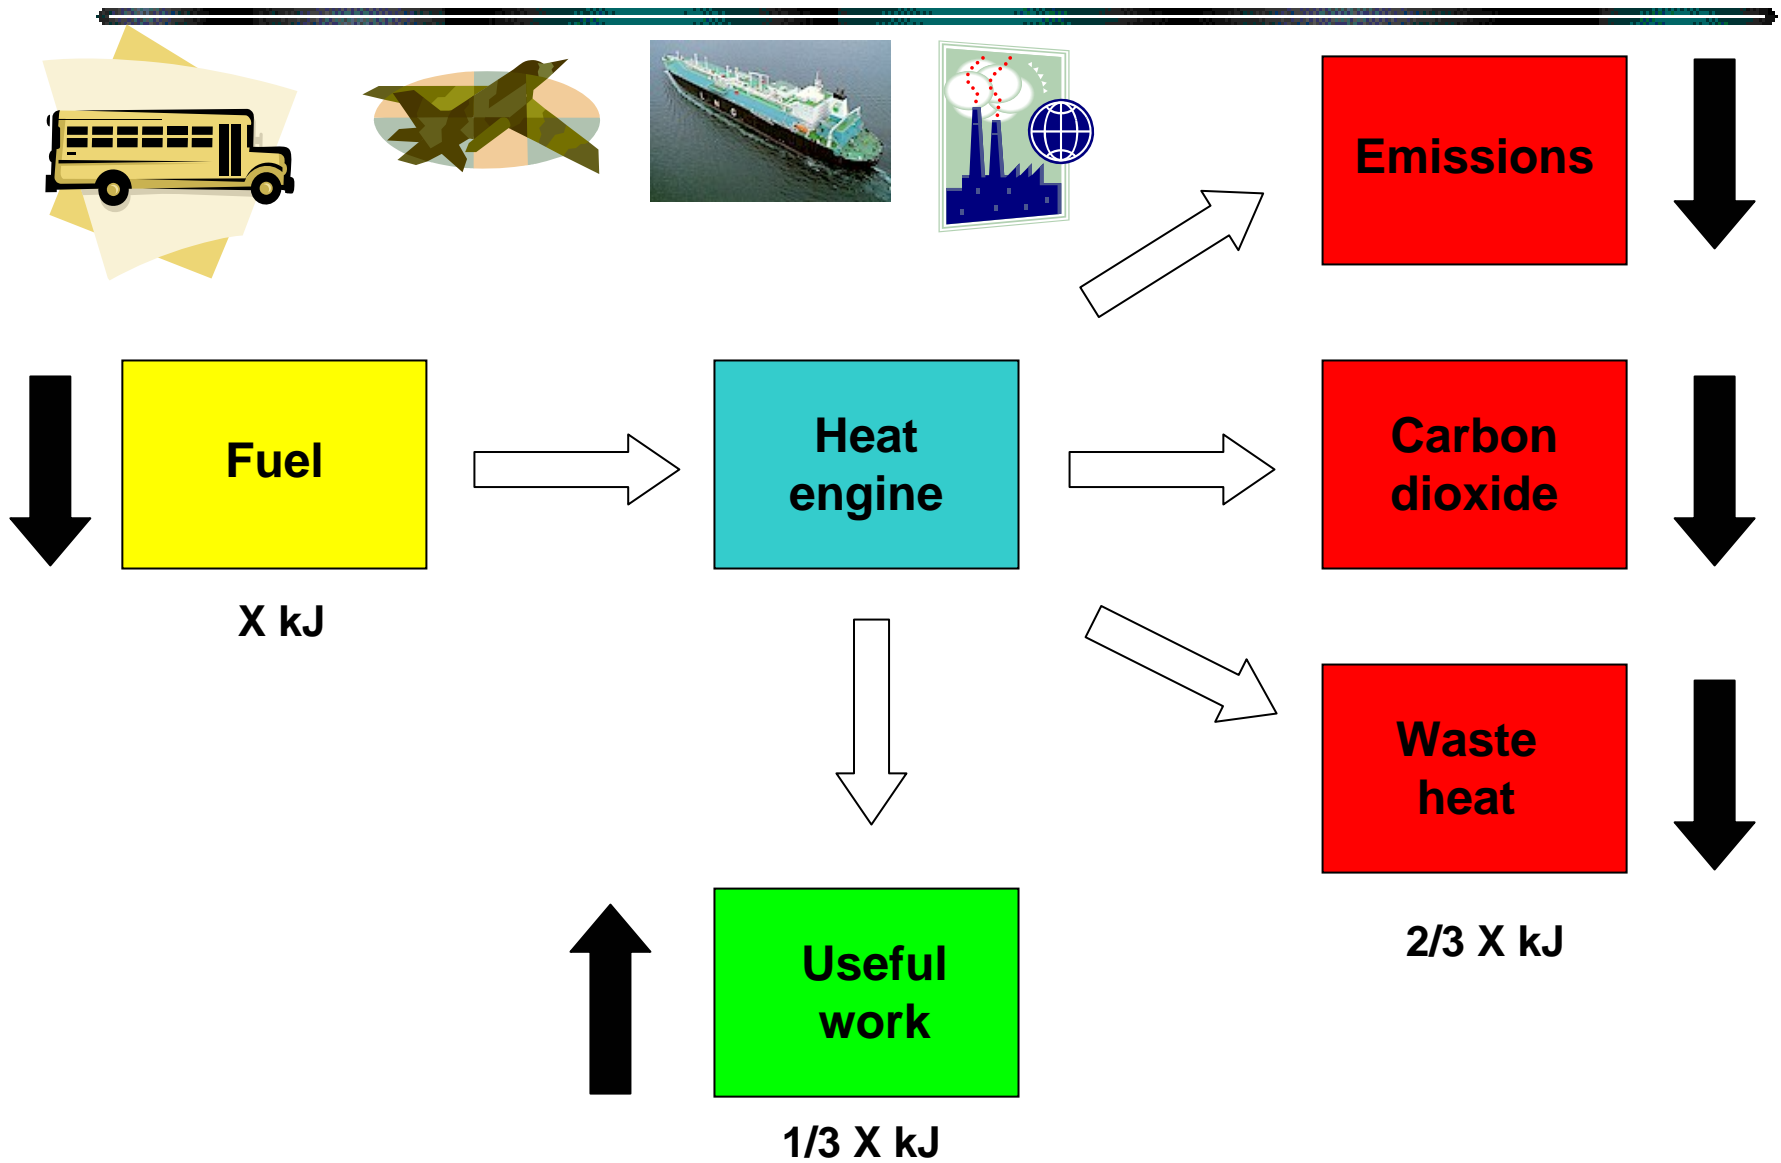 Emissions
Fuel
Heat
engine
Carbon
dioxide
X kJ
Waste
heat
2/3 X kJ
Useful
work
1/3 X kJ